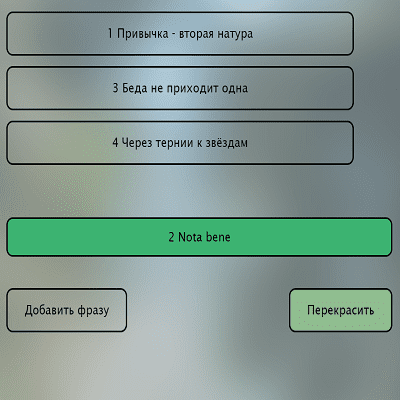 1 Привычка - вторая натура
3 Беда не приходит одна
4 Через тернии к звёздам
2 Nota bene
Добавить фразу
Перекрасить